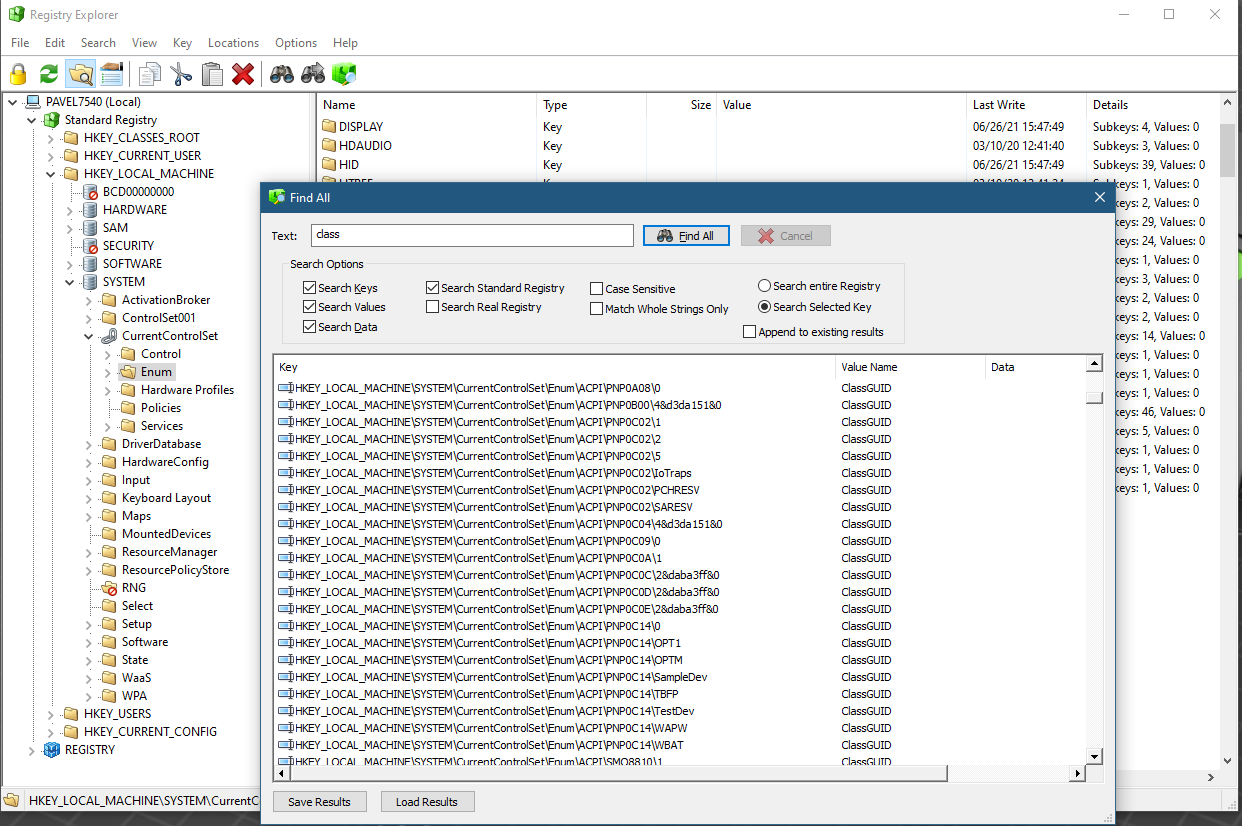 Registry Explorer
File Edit Search View Key Locations Options Help
PAVEL7540 (Local)
Standard Registry
HKEY_CLASSES_ROOT
HKEY_CURRENT_USER
HKEY_LOCAL_MACHINE
BCD00000000
HARDWARE
SAM
SECURITY
SOFTWARE
SYSTEM
ActivationBroker
ControlSet001
CurrentControlSet
Control
Enum
Hardware Profiles
Policies
Services
DriverDatabase
HardwareConfig
Input
Keyboard Layout
Maps
MountedDevices
ResourceManager
ResourcePolicyStore
RNG
Select
Setup
Software
State
WaaS
WPA
HKEY_USERS
HKEY_CURRENT_CONFIG
REGISTRY
Name Type Size Value Last Write Details
DISPLAY Key 06/26/21 15:47:49 Subkeys: 4, Values: 0
HDAUDIO Key 03/10/20 12:41:40 Subkeys: 3, Values: 0
HID Key 06/26/21 15:47:49 Subkeys: 39, Values: 0
keys: 1, Values: 0
keys: 2, Values: 0
keys: 29, Values: 0
keys: 24, Values: 0
keys: 1, Values: 0
keys: 3, Values: 0
keys: 2, Values: 0
keys: 2, Values: 0
keys: 14, Values: 0
keys: 1, Values: 0
keys: 1, Values: 0
keys: 1, Values: 0
keys: 46, Values: 0
keys: 5, Values: 0
keys: 1, Values: 0
keys: 1, Values: 0
keys: 1, Values: 0
Find All
Text: class Find All Cancel
Search Options
Search Keys Search Standard Registry Case Sensitive Search entire Registry
Search Values Search Real Registry Match Whole Strings Only Search Selected Key
Search Data Append to existing results
Key Value Name Data
HKEY_LOCAL_MACHINE\SYSTEM\CurrentControlSet\Enum\ACPI\PNP0A08\0 ClassGUID
HKEY_LOCAL_MACHINE\SYSTEM\CurrentControlSet\Enum\ACPI\PNP0B00\4&d3da151&0 ClassGUID
HKEY_LOCAL_MACHINE\SYSTEM\CurrentControlSet\Enum\ACPI\PNP0C02\1 ClassGUID
HKEY_LOCAL_MACHINE\SYSTEM\CurrentControlSet\Enum\ACPI\PNP0C02\2 ClassGUID
HKEY_LOCAL_MACHINE\SYSTEM\CurrentControlSet\Enum\ACPI\PNP0C02\5 ClassGUID
HKEY_LOCAL_MACHINE\SYSTEM\CurrentControlSet\Enum\ACPI\PNP0C02\IoTraps ClassGUID
HKEY_LOCAL_MACHINE\SYSTEM\CurrentControlSet\Enum\ACPI\PNP0C02\PCHRESV ClassGUID
HKEY_LOCAL_MACHINE\SYSTEM\CurrentControlSet\Enum\ACPI\PNP0C02\SARESV ClassGUID
HKEY_LOCAL_MACHINE\SYSTEM\CurrentControlSet\Enum\ACPI\PNP0C04\4&d3da151&0 ClassGUID
HKEY_LOCAL_MACHINE\SYSTEM\CurrentControlSet\Enum\ACPI\PNP0C09\0 ClassGUID
HKEY_LOCAL_MACHINE\SYSTEM\CurrentControlSet\Enum\ACPI\PNP0C0A\1 ClassGUID
HKEY_LOCAL_MACHINE\SYSTEM\CurrentControlSet\Enum\ACPI\PNP0C0C\2&daba3ff&0 ClassGUID
HKEY_LOCAL_MACHINE\SYSTEM\CurrentControlSet\Enum\ACPI\PNP0C0D\2&daba3ff&0 ClassGUID
HKEY_LOCAL_MACHINE\SYSTEM\CurrentControlSet\Enum\ACPI\PNP0C0E\2&daba3ff&0 ClassGUID
HKEY_LOCAL_MACHINE\SYSTEM\CurrentControlSet\Enum\ACPI\PNP0C14\0 ClassGUID
HKEY_LOCAL_MACHINE\SYSTEM\CurrentControlSet\Enum\ACPI\PNP0C14\OPT1 ClassGUID
HKEY_LOCAL_MACHINE\SYSTEM\CurrentControlSet\Enum\ACPI\PNP0C14\OPTM ClassGUID
HKEY_LOCAL_MACHINE\SYSTEM\CurrentControlSet\Enum\ACPI\PNP0C14\SampleDev ClassGUID
HKEY_LOCAL_MACHINE\SYSTEM\CurrentControlSet\Enum\ACPI\PNP0C14\TBFP ClassGUID
HKEY_LOCAL_MACHINE\SYSTEM\CurrentControlSet\Enum\ACPI\PNP0C14\TestDev ClassGUID
HKEY_LOCAL_MACHINE\SYSTEM\CurrentControlSet\Enum\ACPI\PNP0C14\WAPW ClassGUID
HKEY_LOCAL_MACHINE\SYSTEM\CurrentControlSet\Enum\ACPI\PNP0C14\WBAT ClassGUID
HKEY_LOCAL_MACHINE\SYSTEM\CurrentControlSet\Enum\ACPI\SMO8810\1 ClassGUID
Save Results Load Results
HKEY_LOCAL_MACHINE\SYSTEM\CurrentC